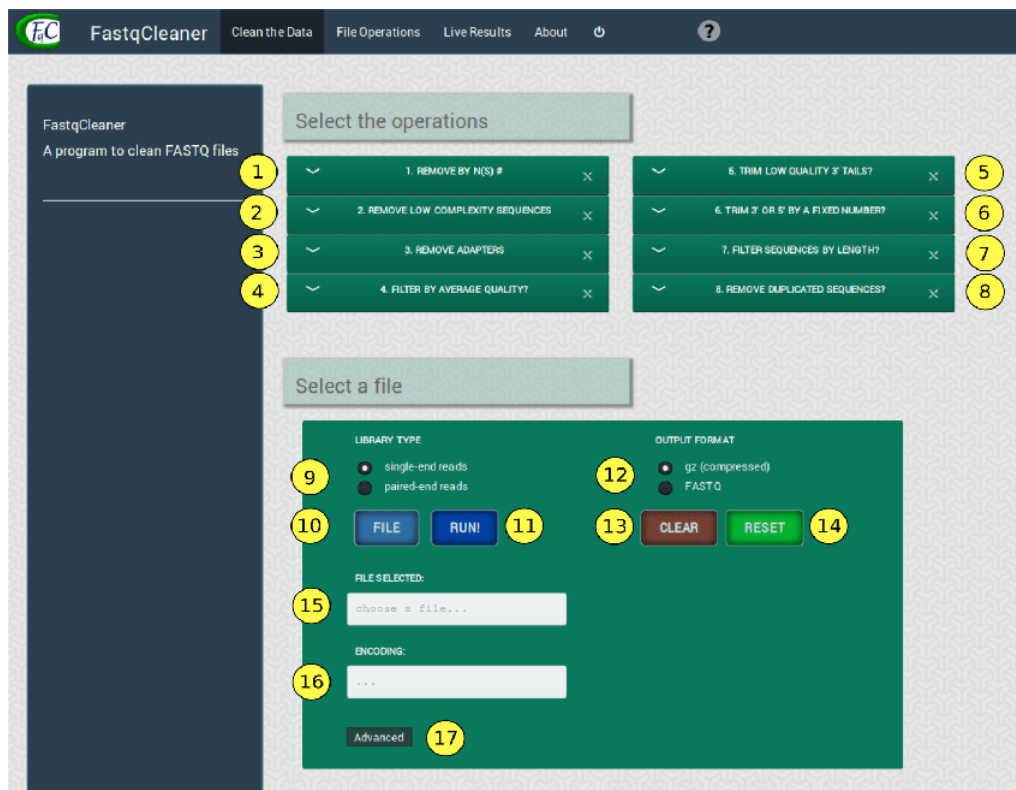 FqC FastqCleaner Clean the Data File Operations Live Results About ?
FastqCleaner
A program to clean FASTQ files
Select the operations
1 1. REMOVE BY N(S) # x
2 2. REMOVE LOW COMPLEXITY SEQUENCES x
3 3. REMOVE ADAPTERS x
4 4. FILTER BY AVERAGE QUALITY? x
5. TRIM LOW QUALITY 3' TAILS? x 5
6. TRIM 3' OR 5' BY A FIXED NUMBER? x 6
7. FILTER SEQUENCES BY LENGTH? x 7
8. REMOVE DUPLICATED SEQUENCES? x 8
Select a file
LIBRARY TYPE
9 single-end reads
paired-end reads
10 FILE RUN! 11
OUTPUT FORMAT
12 gz (compressed)
FASTQ
13 CLEAR RESET 14
FILE SELECTED:
15 choose a file...
ENCODING:
16 ...
Advanced 17